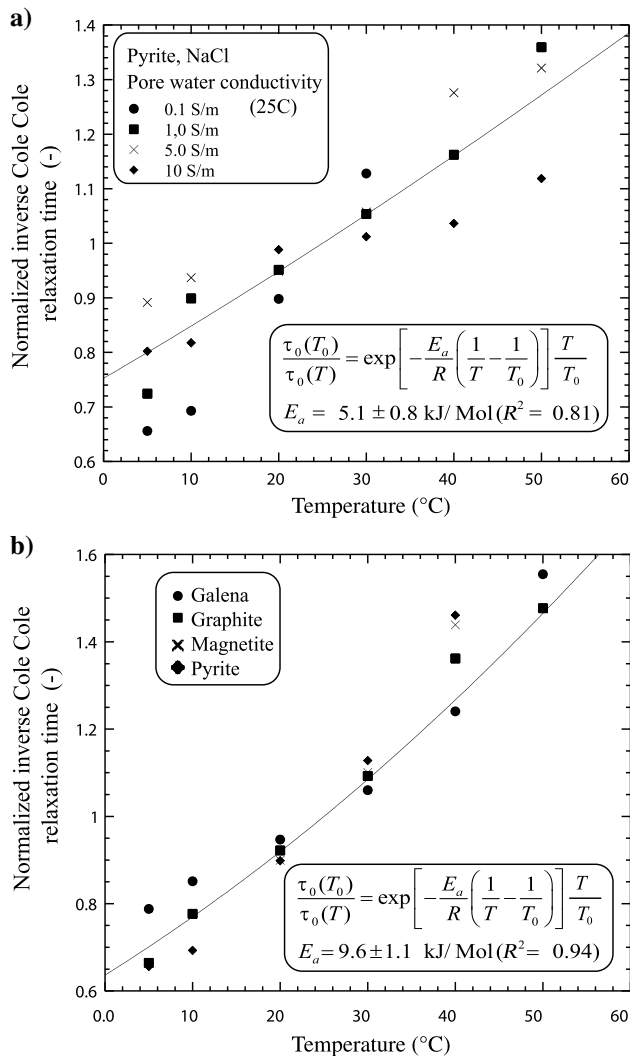 a)
Normalized inverse Cole Cole
relaxation time (-)
1.4
1.3
1.2
1.1
1
0.9
0.8
0.7
0.6
Pyrite, NaCl
Pore water conductivity
(25C)
0.1 S/m
1,0 S/m
5.0 S/m
10 S/m
τ₀(T₀)/τ₀(T) = exp[−Eₐ/R (1/T − 1/T₀)] T/T₀
Eₐ = 5.1 ± 0.8 kJ/ Mol (R² = 0.81)
0 10 20 30 40 50 60
Temperature (°C)
b)
Normalized inverse Cole Cole
relaxation time (-)
1.6
1.4
1.2
1
0.8
0.6
Galena
Graphite
Magnetite
Pyrite
τ₀(T₀)/τ₀(T) = exp[−Eₐ/R (1/T − 1/T₀)] T/T₀
Eₐ = 9.6 ± 1.1 kJ/ Mol (R² = 0.94)
0.0 10 20 30 40 50 60
Temperature (°C)